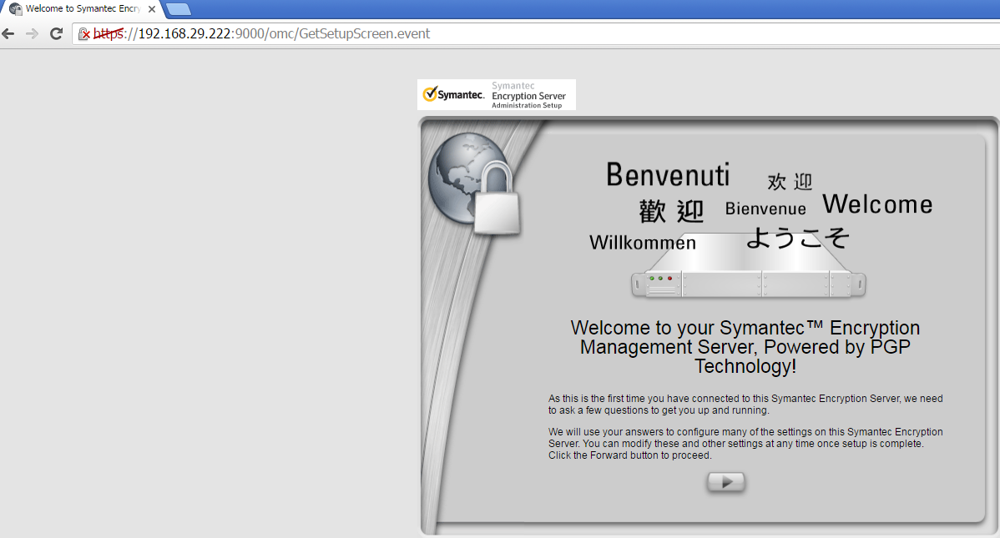 Welcome to Symantec Encry
https://192.168.29.222:9000/omc/GetSetupScreen.event
Symantec.
Symantec
Encryption Server
Administration Setup
Benvenuti
欢迎
歡迎
Bienvenue
Welcome
Willkommen
ようこそ
Welcome to your Symantec™ Encryption
Management Server, Powered by PGP
Technology!
As this is the first time you have connected to this Symantec Encryption Server, we need
to ask a few questions to get you up and running.
We will use your answers to configure many of the settings on this Symantec Encryption
Server. You can modify these and other settings at any time once setup is complete.
Click the Forward button to proceed.